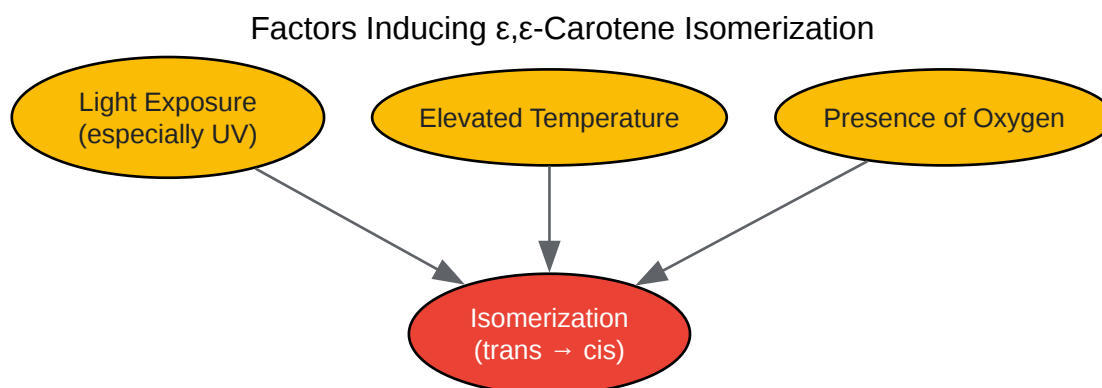 Factors Inducing ε,ε-Carotene Isomerization
Light Exposure
(especially UV)
Elevated Temperature
Presence of Oxygen
Isomerization
(trans → cis)